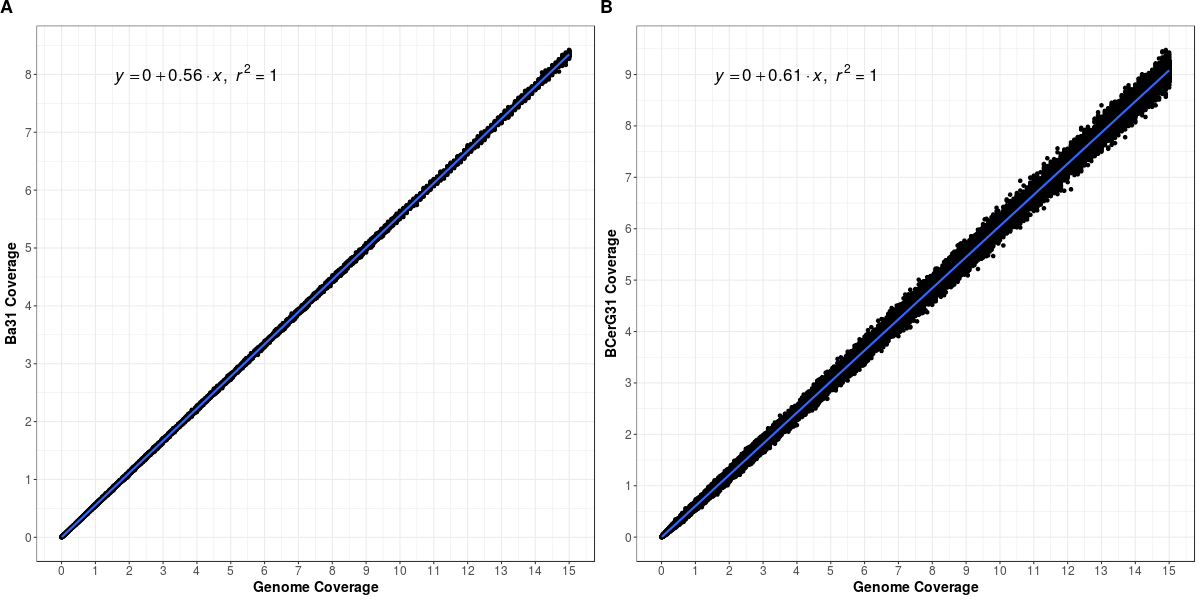 A
y = 0 + 0.56 · x, r² = 1
Ba31 Coverage
8
7
6
5
4
3
2
1
0
0 1 2 3 4 5 6 7 8 9 10 11 12 13 14 15
Genome Coverage
B
y = 0 + 0.61 · x, r² = 1
BCerG31 Coverage
9
8
7
6
5
4
3
2
1
0
0 1 2 3 4 5 6 7 8 9 10 11 12 13 14 15
Genome Coverage